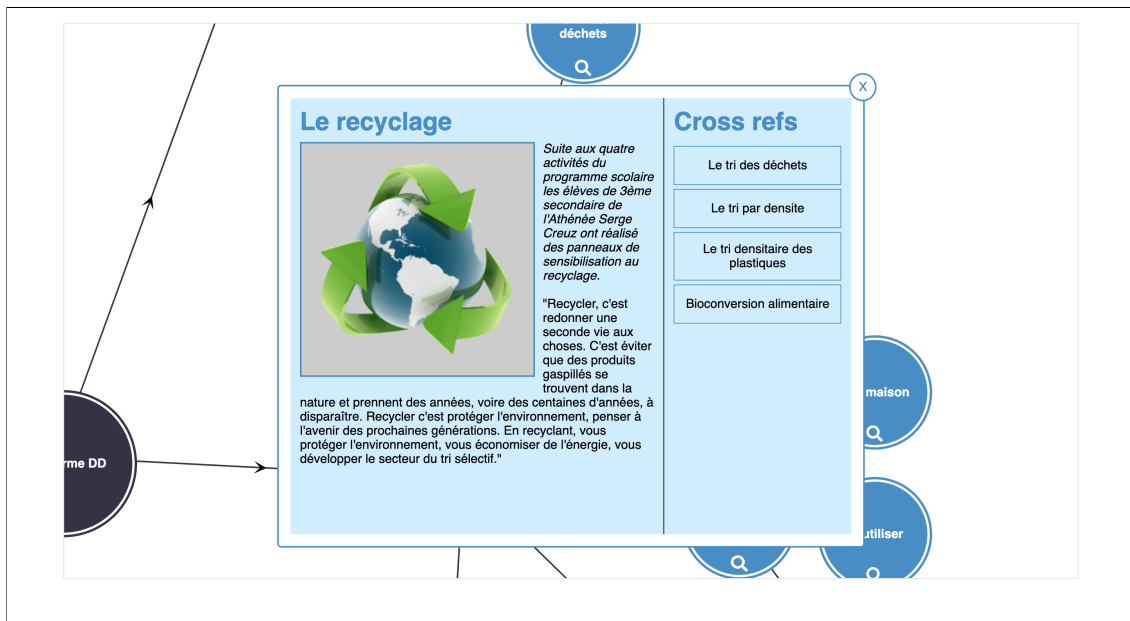 déchets
X
Le recyclage
Suite aux quatre
activités du
programme scolaire
les élèves de 3ème
secondaire de
l'Athénée Serge
Creuz ont réalisé
des panneaux de
sensibilisation au
recyclage.
"Recycler, c'est
redonner une
seconde vie aux
choses. C'est éviter
que des produits
gaspillés se
trouvent dans la
nature et prennent des années, voire des centaines d'années, à
disparaître. Recycler c'est protéger l'environnement, penser à
l'avenir des prochaines générations. En recyclant, vous
protéger l'environnement, vous économiser de l'énergie, vous
développer le secteur du tri sélectif."
Cross refs
Le tri des déchets
Le tri par densite
Le tri densitaire des
plastiques
Bioconversion alimentaire
maison
rme DD
utiliser